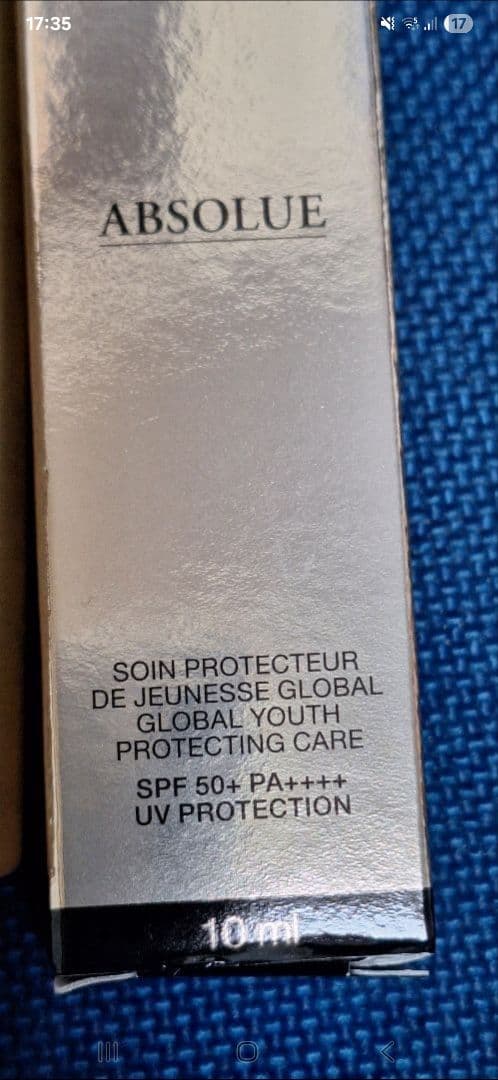 17:35
17
ABSOLUE
SOIN PROTECTEUR
DE JEUNESSE GLOBAL
GLOBAL YOUTH
PROTECTING CARE
SPF 50+ PA++++
UV PROTECTION
10 ml